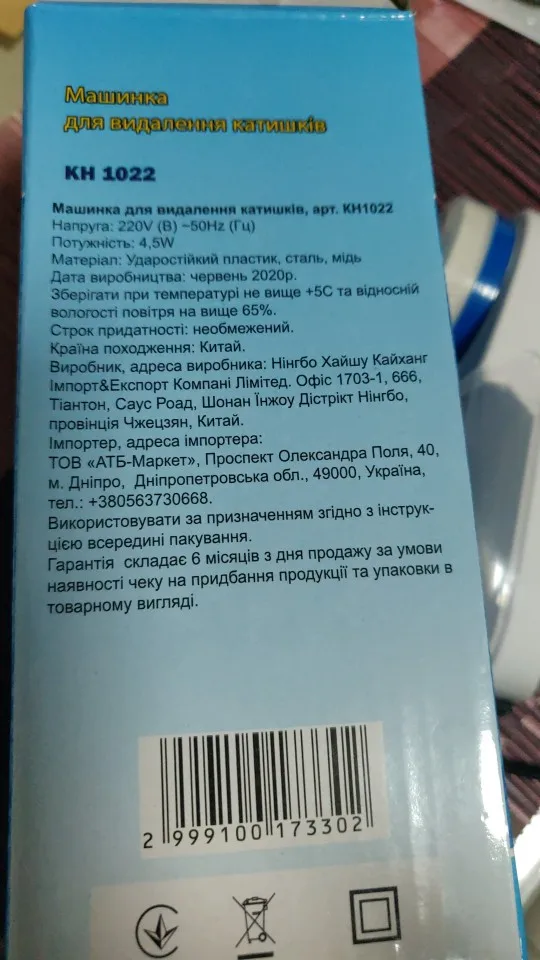 Машинка
для видалення катишків
КН 1022
Машинка для видалення катишків, арт. КН1022
Напруга: 220V (В) ~50Hz (Гц)
Потужність: 4,5W
Матеріал: Ударостійкий пластик, сталь, мідь
Дата виробництва: червень 2020р.
Зберігати при температурі не вище +5С та відносній
вологості повітря на вище 65%.
Строк придатності: необмежений.
Країна походження: Китай.
Виробник, адреса виробника: Нінгбо Хайшу Кайханг
Імпорт&Експорт Компані Лімітед. Офіс 1703-1, 666,
Тіантон, Саус Роад, Шонан Їнжоу Дістрікт Нінгбо,
провінція Чжецзян, Китай.
Імпортер, адреса імпортера:
ТОВ «АТБ-Маркет», Проспект Олександра Поля, 40,
м. Дніпро, Дніпропетровська обл., 49000, Україна,
тел.: +380563730668.
Використовувати за призначенням згідно з інструк-
цією всередині пакування.
Гарантія складає 6 місяців з дня продажу за умови
наявності чеку на придбання продукції та упаковки в
товарному вигляді.
2 999100 173302